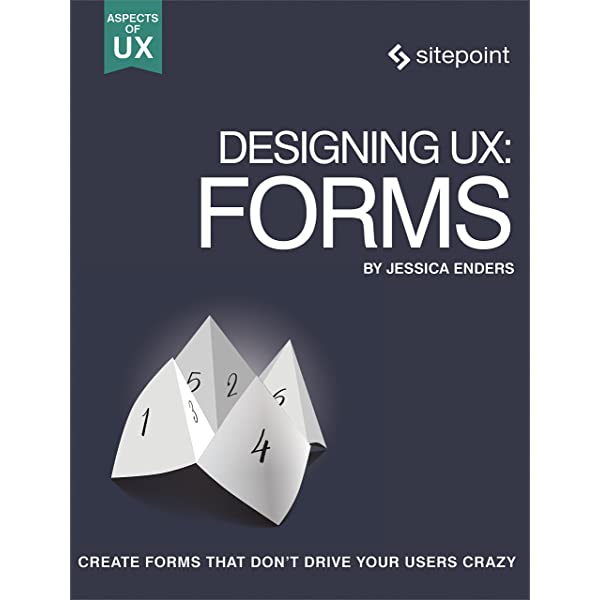 ASPECTS
OF
UX
sitepoint
DESIGNING UX:
FORMS
BY JESSICA ENDERS
5 2
1 3 5
4
CREATE FORMS THAT DON'T DRIVE YOUR USERS CRAZY